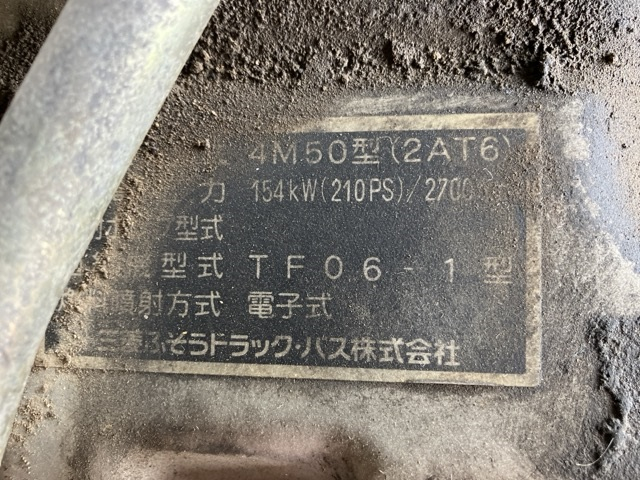 4M50型(2AT6)
力 154kW(210PS)/2700
型式
型式 TF06-1型
噴射方式 電子式
三菱ふそうトラック・バス株式会社